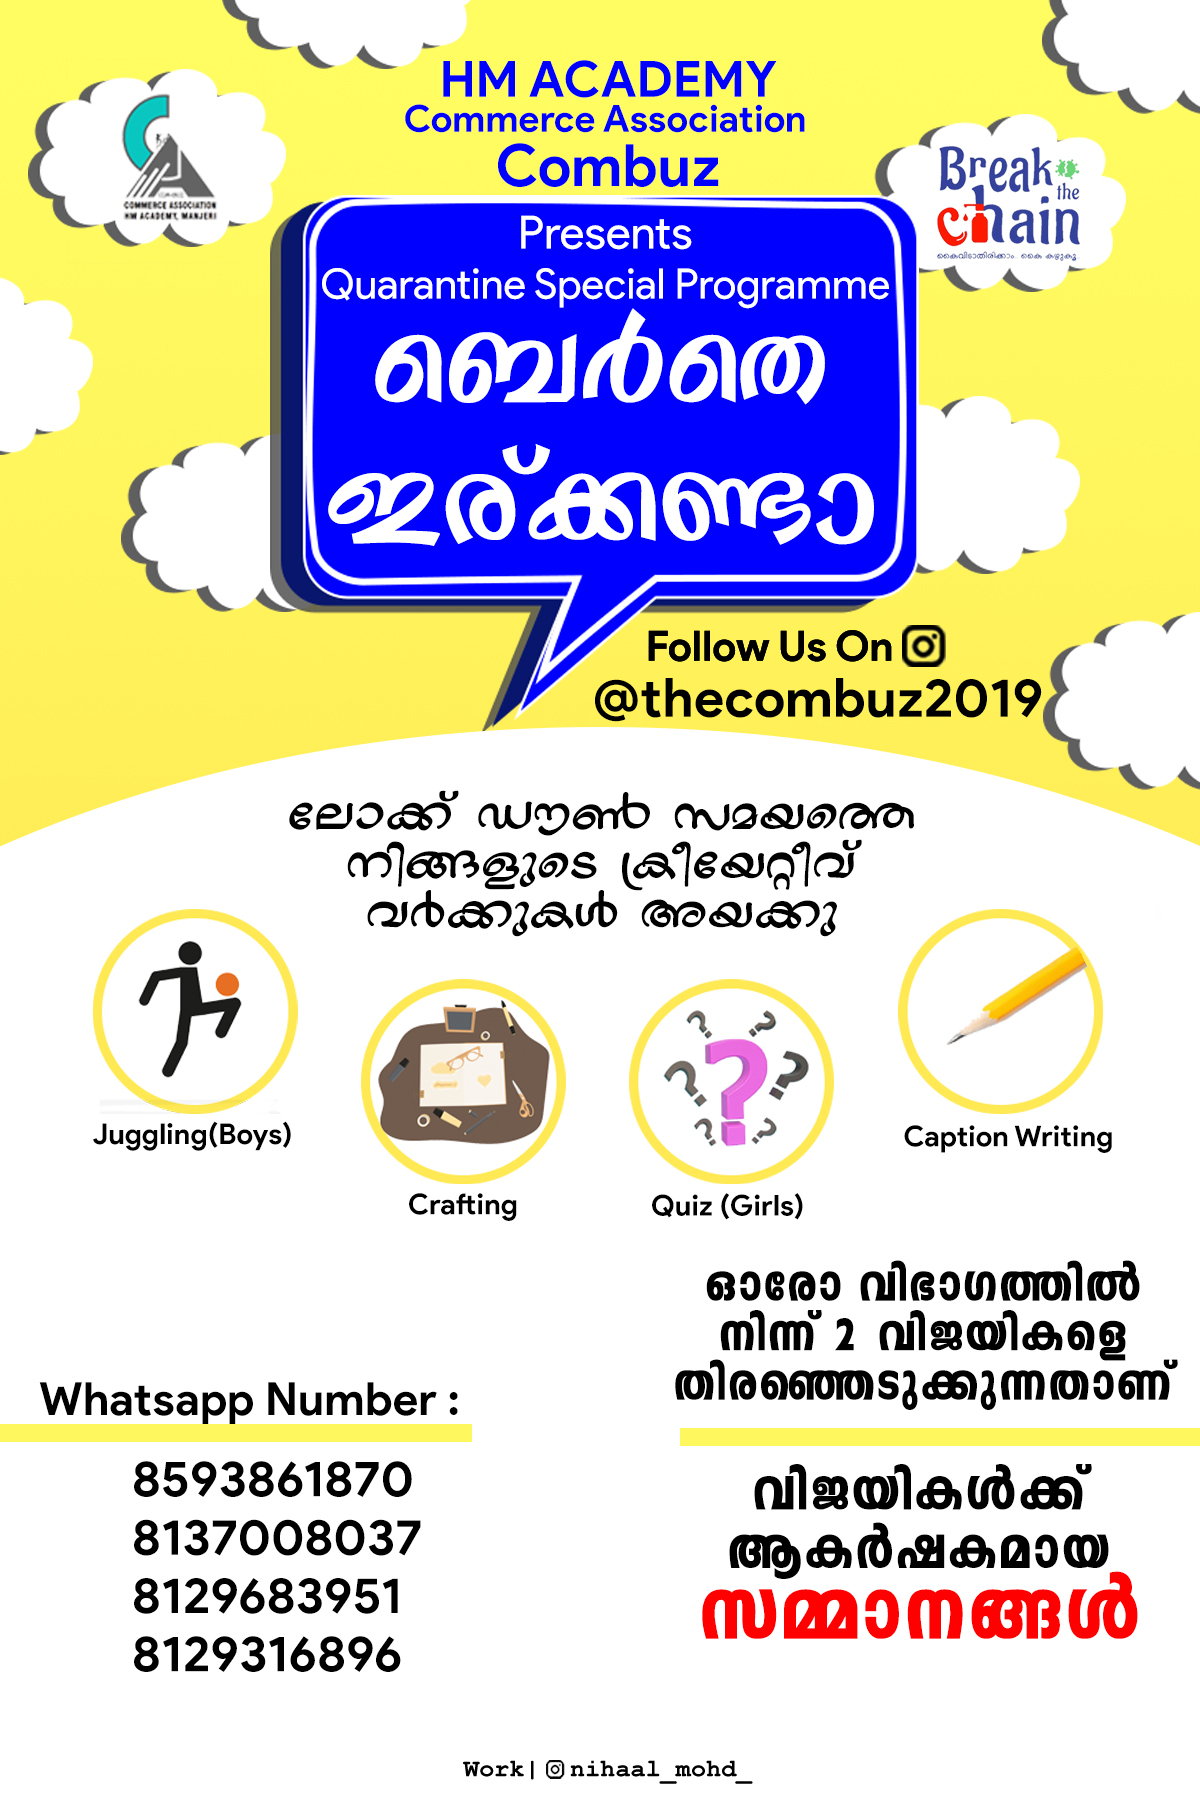 HM ACADEMY
Commerce Association
Combuz
COMMERCE ASSOCIATION
HM ACADEMY, MANJERI
Break
the
chain
കൈവിടാതിരിക്കാം കൈ കഴുകൂ
Presents
Quarantine Special Programme
ബെർതെ
ഇര്ക്കണ്ടാ
Follow Us On
@thecombuz2019
ലോക്ക് ഡൗൺ സമയത്തെ
നിങ്ങളുടെ ക്രീയേറ്റീവ്
വർക്കുകൾ അയക്കു
Juggling(Boys)
Crafting
Quiz (Girls)
Caption Writing
ഓരോ വിഭാഗത്തിൽ
നിന്ന് 2 വിജയികളെ
തിരഞ്ഞെടുക്കുന്നതാണ്
Whatsapp Number :
8593861870
8137008037
8129683951
8129316896
വിജയികൾക്ക്
ആകർഷകമായ
സമ്മാനങ്ങൾ
Work| @nihaal_mohd_